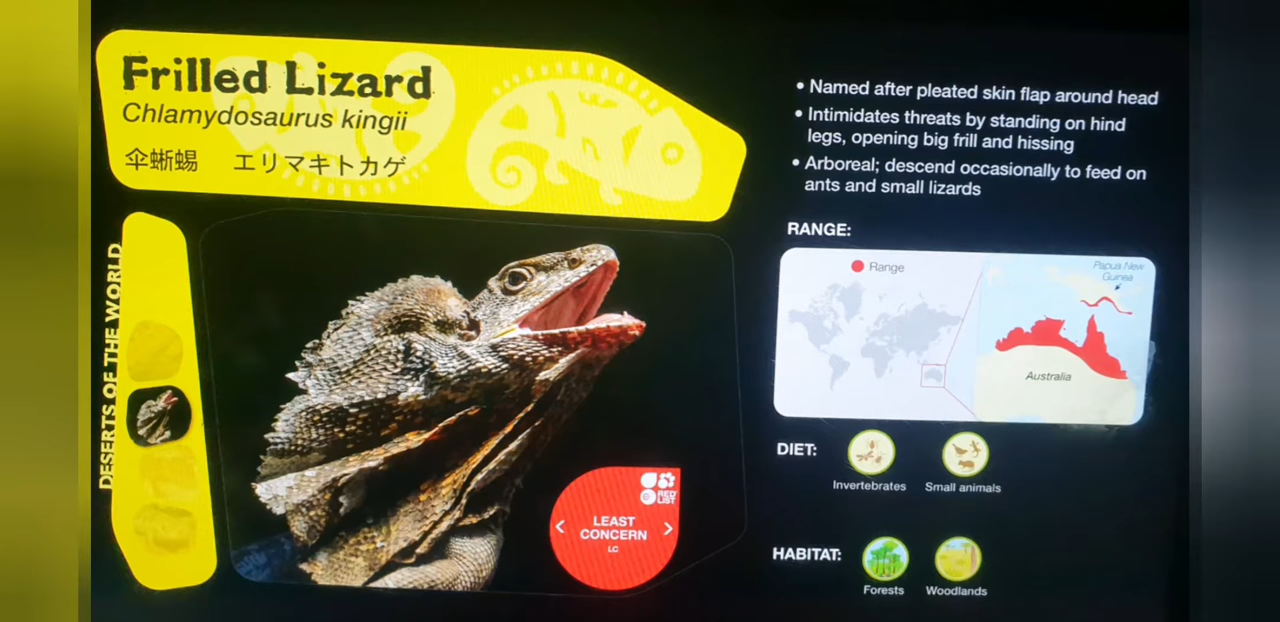 Frilled Lizard
Chlamydosaurus kingii
伞蜥蜴 エリマキトカゲ
DESERTS OF THE WORLD
RED LIST
< LEAST >
CONCERN
LC
• Named after pleated skin flap around head
• Intimidates threats by standing on hind
legs, opening big frill and hissing
• Arboreal; descend occasionally to feed on
ants and small lizards
RANGE:
Range
Papua New
Guinea
Australia
DIET:
Invertebrates
Small animals
HABITAT:
Forests
Woodlands